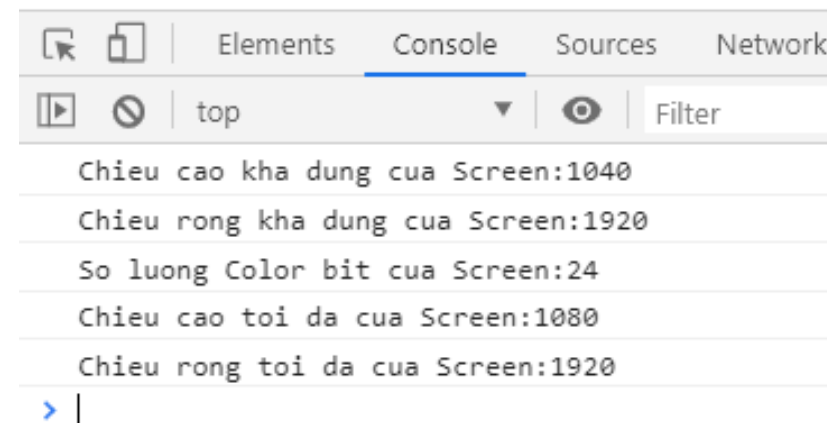 Elements Console Sources Network
top Filter
Chieu cao kha dung cua Screen:1040
Chieu rong kha dung cua Screen:1920
So luong Color bit cua Screen:24
Chieu cao toi da cua Screen:1080
Chieu rong toi da cua Screen:1920